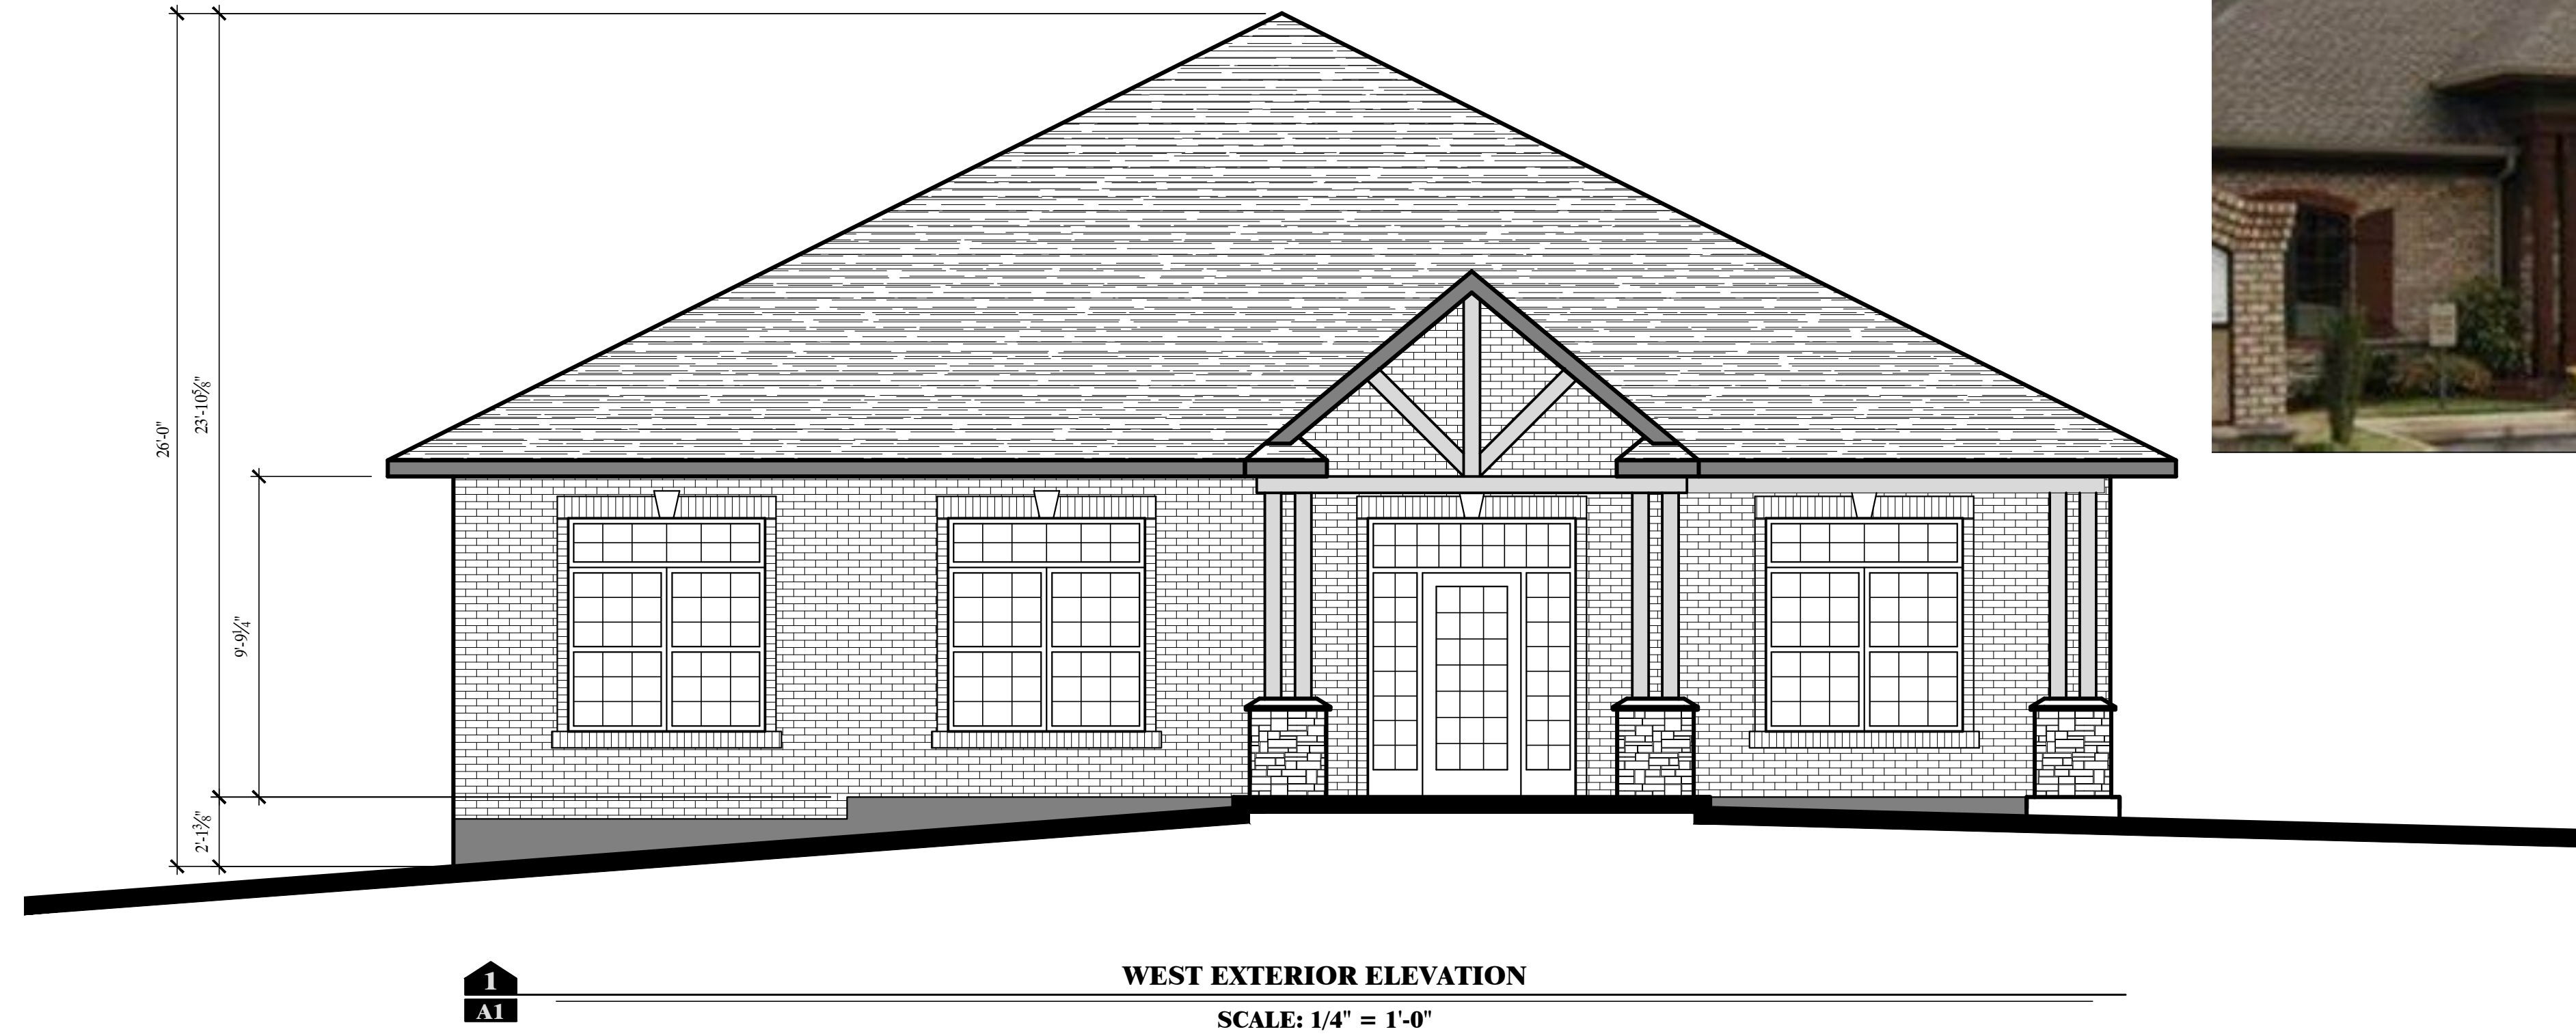 26'-0"
23'-10⅝"
9'-9¼"
2'-1⅜"
1
A1
WEST EXTERIOR ELEVATION
SCALE: 1/4" = 1'-0"